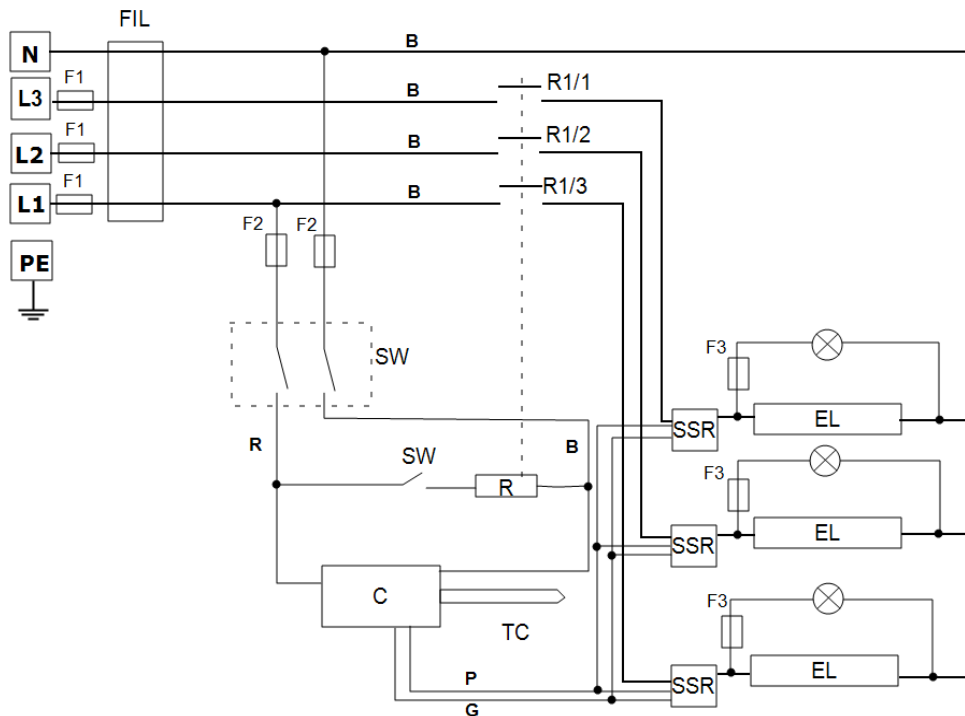 FIL
N
B
F1
L3
B
R1/1
F1
L2
B
R1/2
F1
L1
B
R1/3
F2
F2
PE
SW
F3
SSR
EL
R
SW
B
R
F3
SSR
EL
C
TC
F3
P
SSR
EL
G